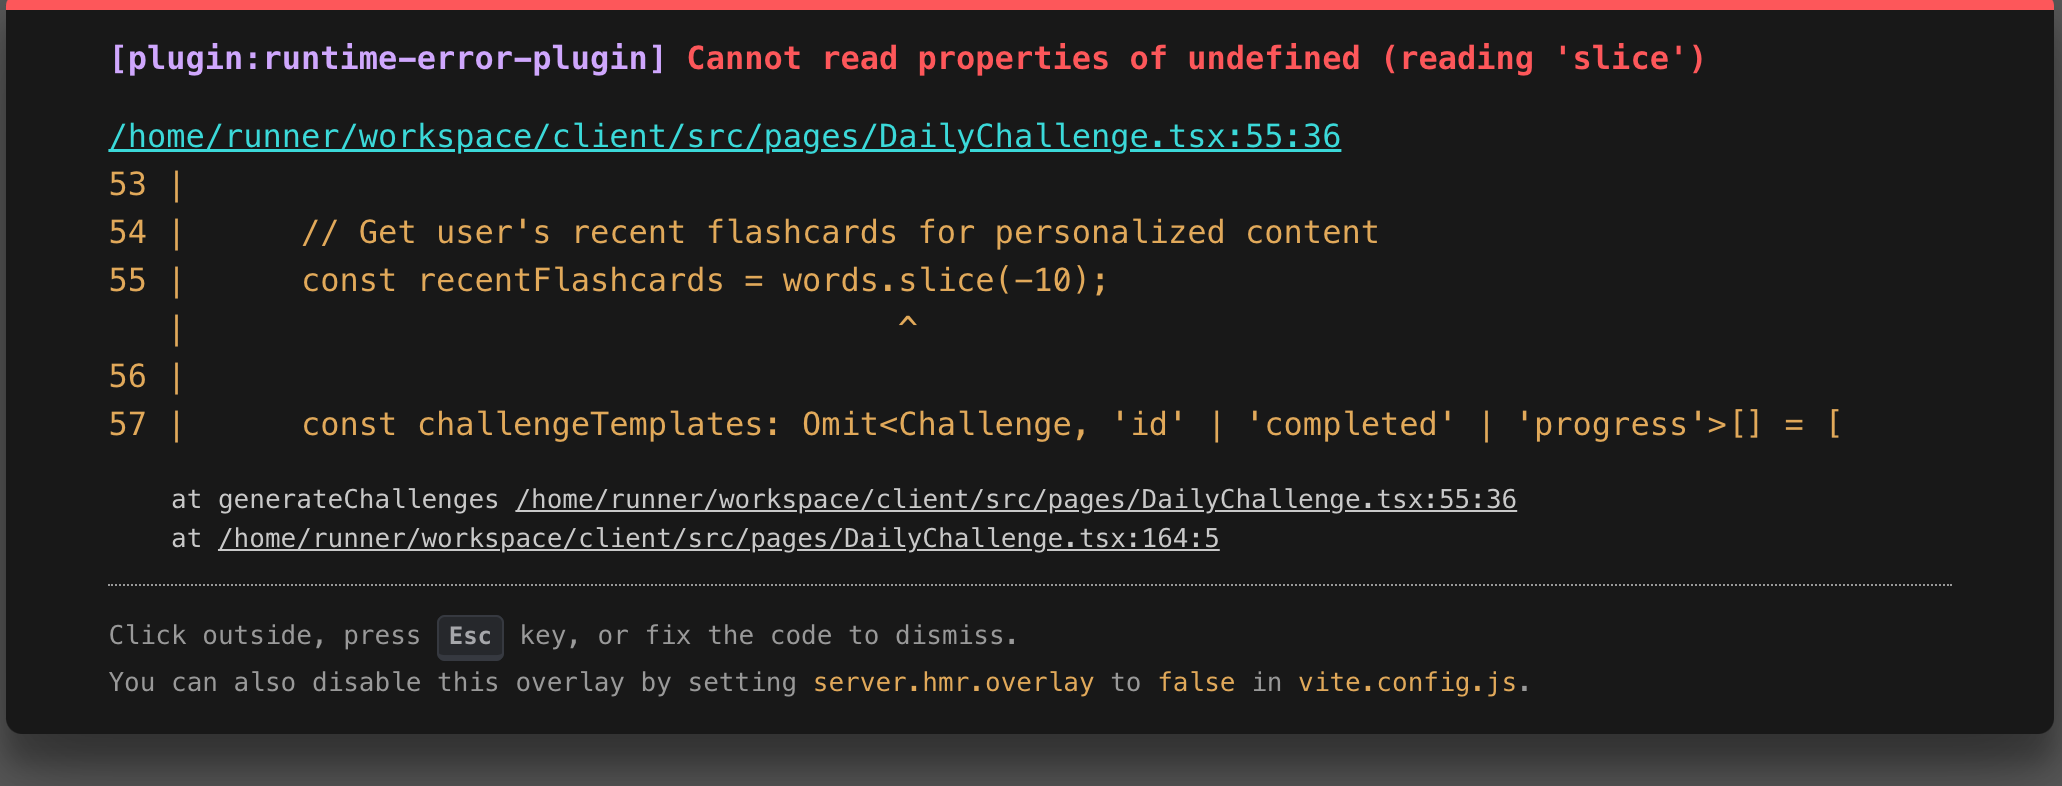 [plugin:runtime-error-plugin] Cannot read properties of undefined (reading 'slice')
/home/runner/workspace/client/src/pages/DailyChallenge.tsx:55:36
53 |
54 |      // Get user's recent flashcards for personalized content
55 |      const recentFlashcards = words.slice(-10);
   |                                     ^
56 |
57 |      const challengeTemplates: Omit<Challenge, 'id' | 'completed' | 'progress'>[] = [
    at generateChallenges /home/runner/workspace/client/src/pages/DailyChallenge.tsx:55:36
    at /home/runner/workspace/client/src/pages/DailyChallenge.tsx:164:5
Click outside, press Esc key, or fix the code to dismiss.
You can also disable this overlay by setting server.hmr.overlay to false in vite.config.js.